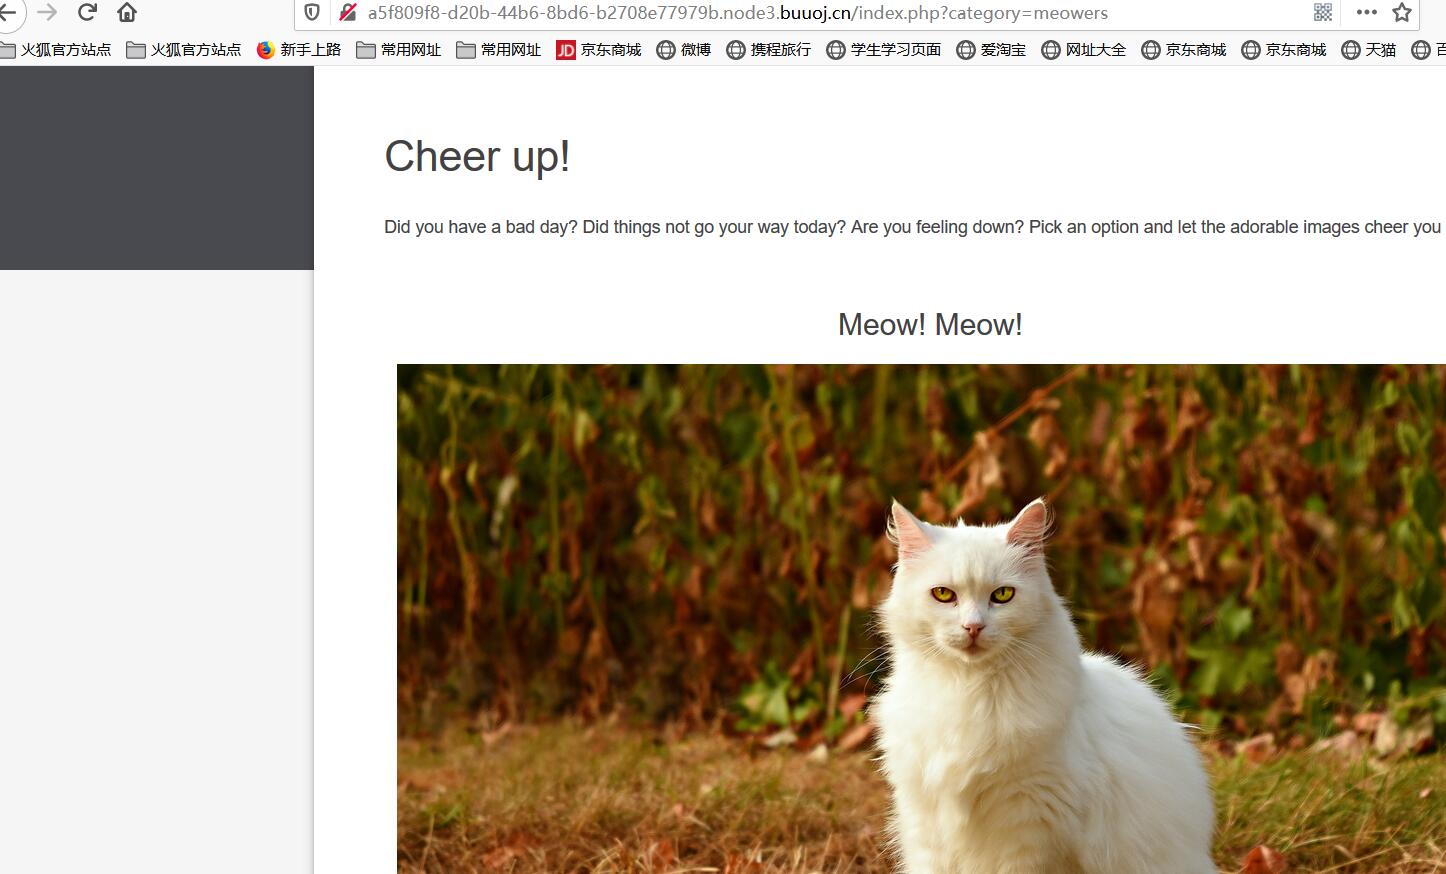 a5f809f8-d20b-44b6-8bd6-b2708e77979b.node3.buuoj.cn/index.php?category=meowers
火狐官方站点 火狐官方站点 新手上路 常用网址 常用网址 JD 京东商城 微博 携程旅行 学生学习页面 爱淘宝 网址大全 京东商城 京东商城 天猫
Cheer up!
Did you have a bad day? Did things not go your way today? Are you feeling down? Pick an option and let the adorable images cheer you
Meow! Meow!